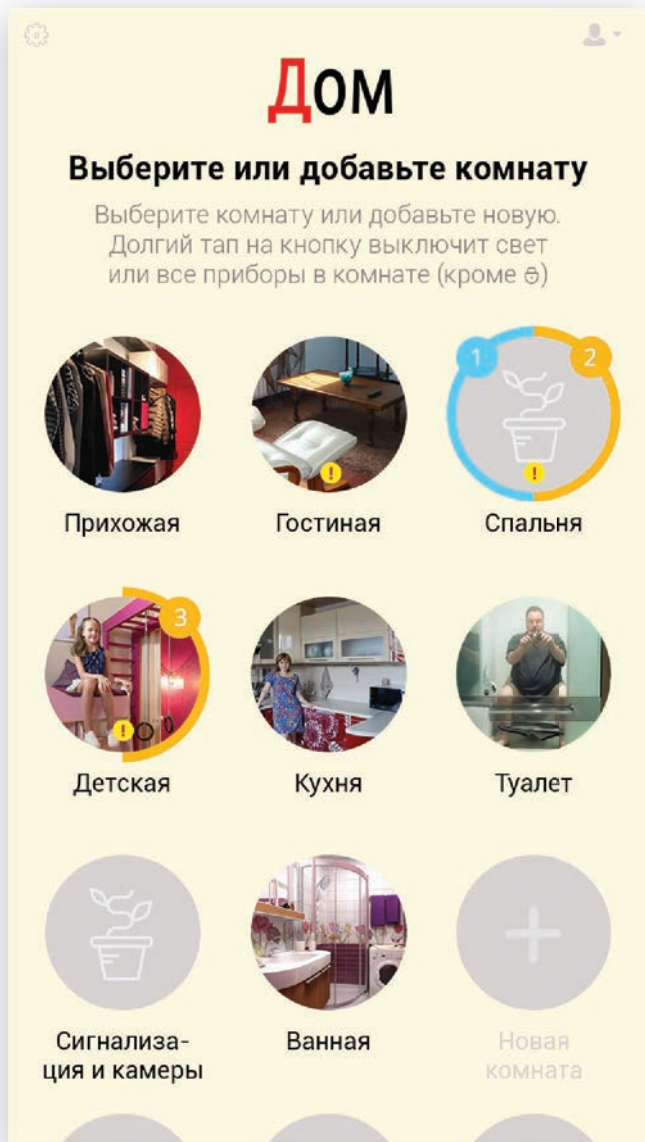 Дом
Выберите или добавьте комнату
Выберите комнату или добавьте новую.
Долгий тап на кнопку выключит свет
или все приборы в комнате (кроме )
1
2
!
!
Прихожая
Гостиная
Спальня
3
!
Детская
Кухня
Туалет
Сигнализа-
ция и камеры
Ванная
Новая
комната